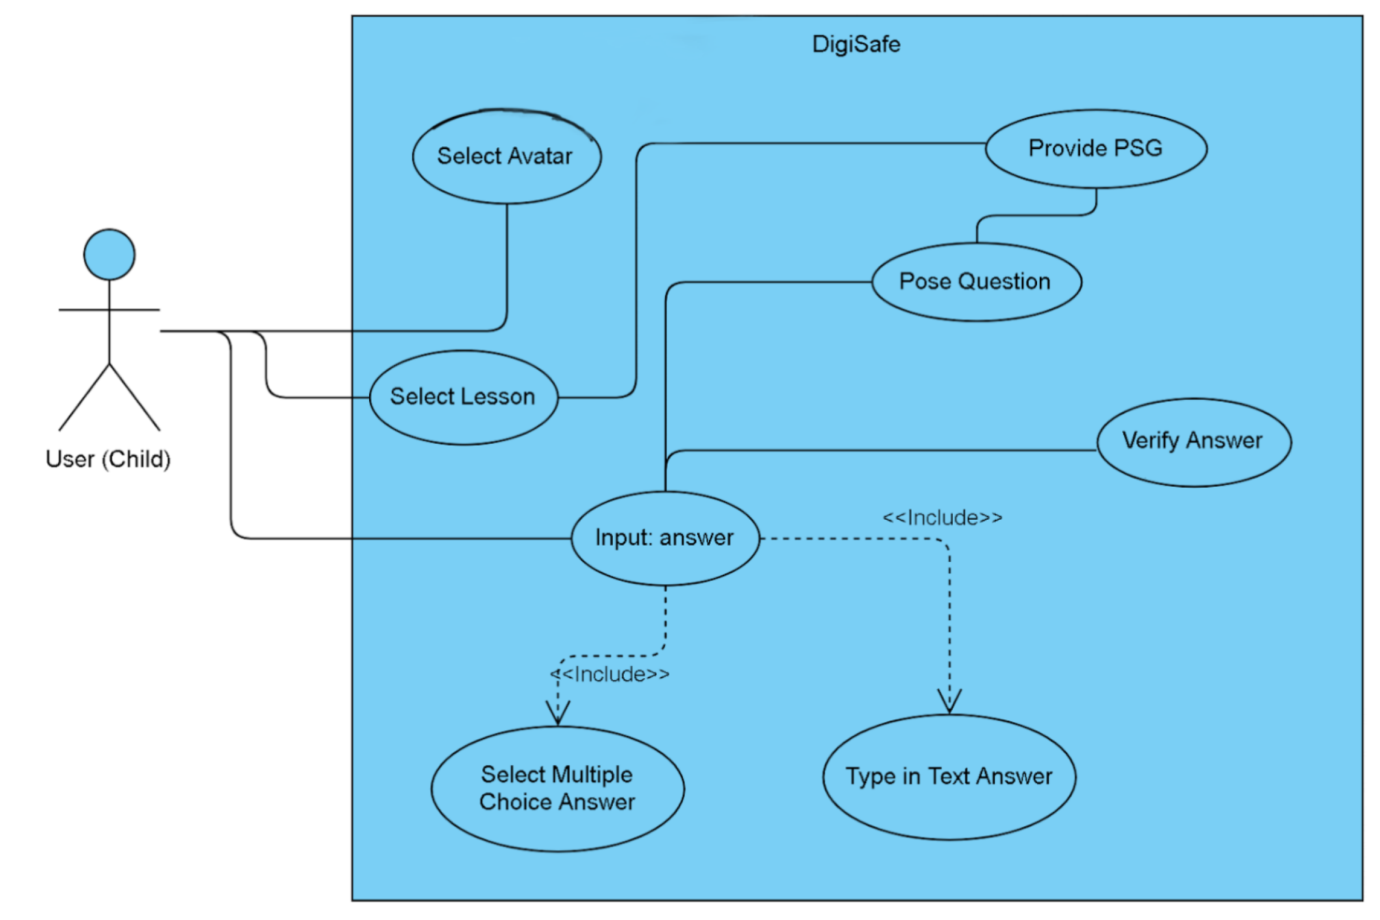 DigiSafe
Select Avatar
Provide PSG
Pose Question
Select Lesson
User (Child)
Verify Answer
Input: answer
<<Include>>
<<Include>>
Select Multiple
Choice Answer
Type in Text Answer